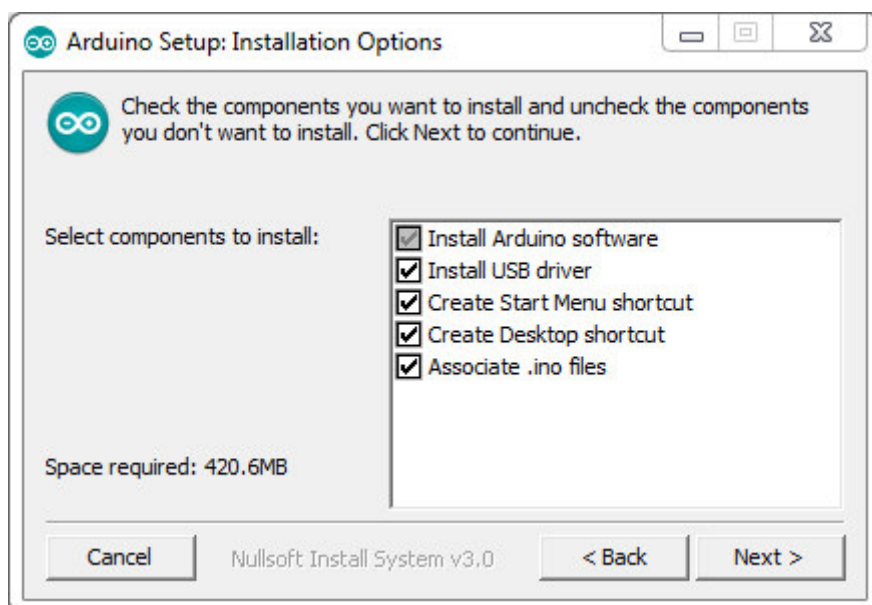 Arduino Setup: Installation Options
Check the components you want to install and uncheck the components
you don't want to install. Click Next to continue.
Select components to install:
Install Arduino software
Install USB driver
Create Start Menu shortcut
Create Desktop shortcut
Associate .ino files
Space required: 420.6MB
Cancel
Nullsoft Install System v3.0
< Back
Next >